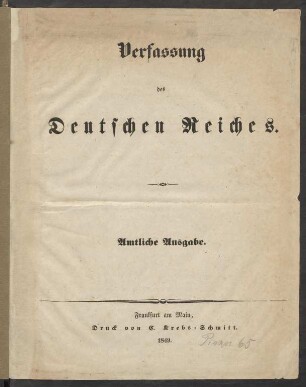 Verfassung
des
Deutschen Reiches.
Amtliche Ausgabe.
Frankfurt am Main,
Druck von C. Krebs-Schmitt.
1849.